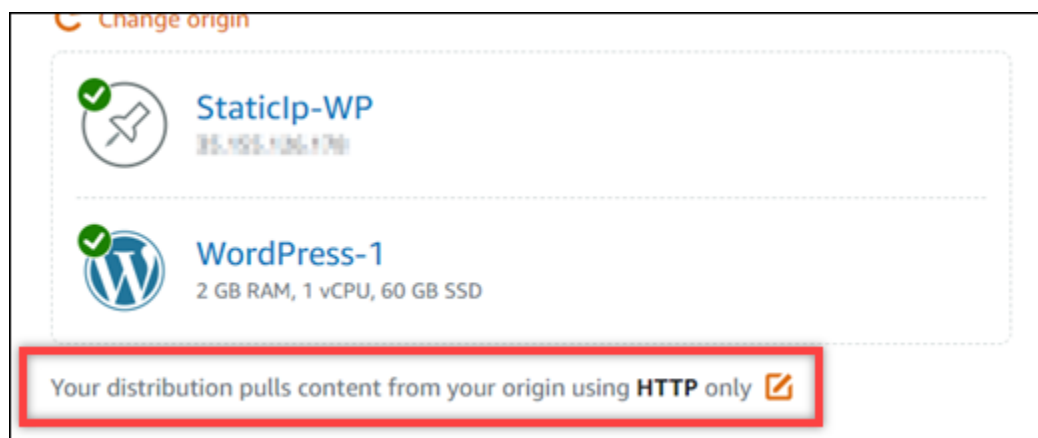 Change origin
StaticIp-WP
WordPress-1
2 GB RAM, 1 vCPU, 60 GB SSD
Your distribution pulls content from your origin using HTTP only